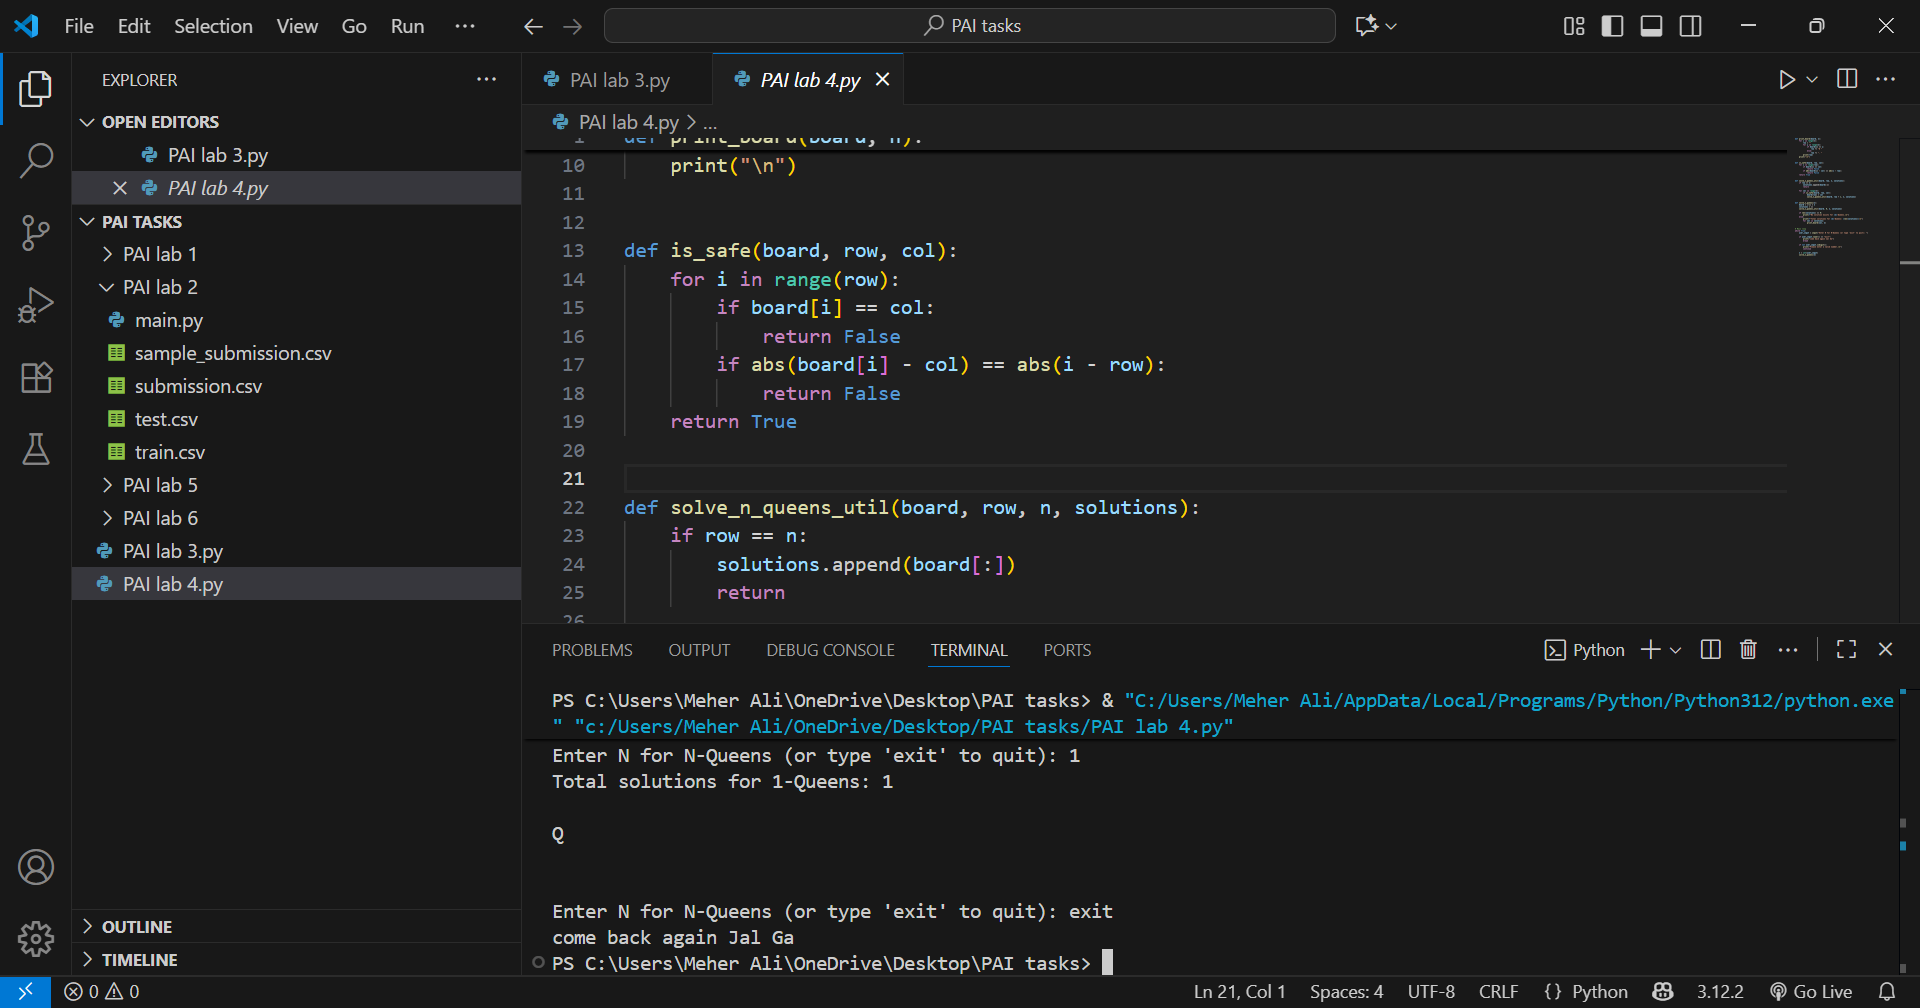 File Edit Selection View Go Run ···
PAI tasks
EXPLORER
OPEN EDITORS
PAI lab 3.py
PAI lab 4.py
PAI TASKS
PAI lab 1
PAI lab 2
main.py
sample_submission.csv
submission.csv
test.csv
train.csv
PAI lab 5
PAI lab 6
PAI lab 3.py
PAI lab 4.py
OUTLINE
TIMELINE
PAI lab 3.py PAI lab 4.py
PAI lab 4.py > ...
1 def print_board(board, n):
10 print("\n")
11
12
13 def is_safe(board, row, col):
14 for i in range(row):
15 if board[i] == col:
16 return False
17 if abs(board[i] - col) == abs(i - row):
18 return False
19 return True
20
21
22 def solve_n_queens_util(board, row, n, solutions):
23 if row == n:
24 solutions.append(board[:])
25 return
26
PROBLEMS OUTPUT DEBUG CONSOLE TERMINAL PORTS
Python
PS C:\Users\Meher Ali\OneDrive\Desktop\PAI tasks> & "C:/Users/Meher Ali/AppData/Local/Programs/Python/Python312/python.exe
" "c:/Users/Meher Ali/OneDrive/Desktop/PAI tasks/PAI lab 4.py"
Enter N for N-Queens (or type 'exit' to quit): 1
Total solutions for 1-Queens: 1
Q
Enter N for N-Queens (or type 'exit' to quit): exit
come back again Jal Ga
PS C:\Users\Meher Ali\OneDrive\Desktop\PAI tasks>
0 0 Ln 21, Col 1 Spaces: 4 UTF-8 CRLF {} Python 3.12.2 Go Live